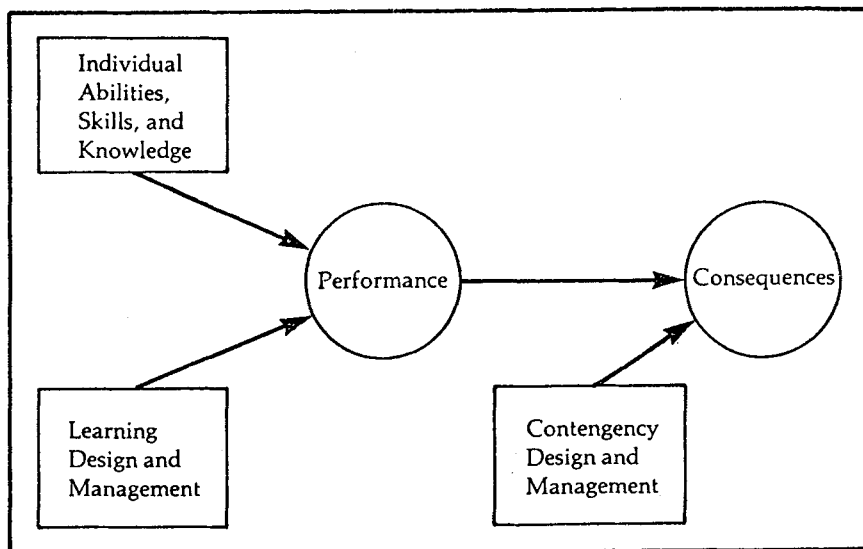 Individual
Abilities,
Skills, and
Knowledge
Performance
Consequences
Learning
Design and
Management
Contengency
Design and
Management